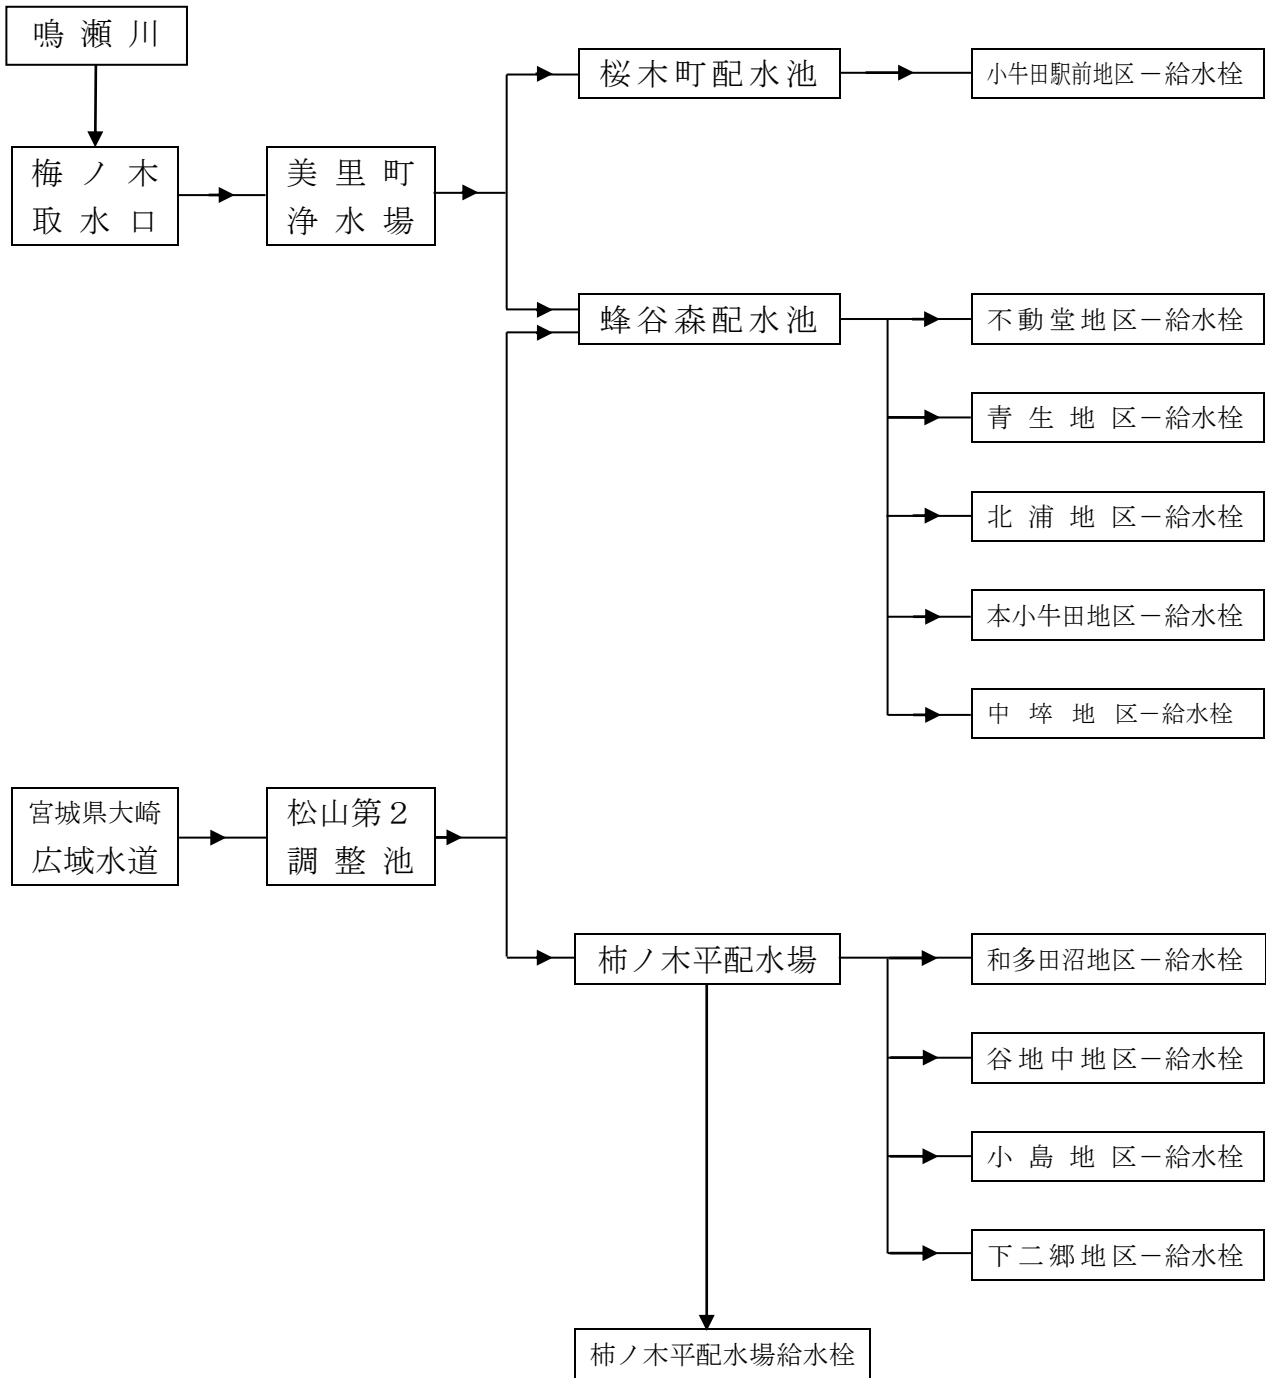 鳴瀬川
桜木町配水池
小牛田駅前地区－給水栓
梅ノ木
取水口
美里町
浄水場
蜂谷森配水池
不動堂地区－給水栓
青生地区－給水栓
北浦地区－給水栓
本小牛田地区－給水栓
中埣地区－給水栓
宮城県大崎
広域水道
松山第２
調整池
柿ノ木平配水場
和多田沼地区－給水栓
谷地中地区－給水栓
小島地区－給水栓
下二郷地区－給水栓
柿ノ木平配水場給水栓